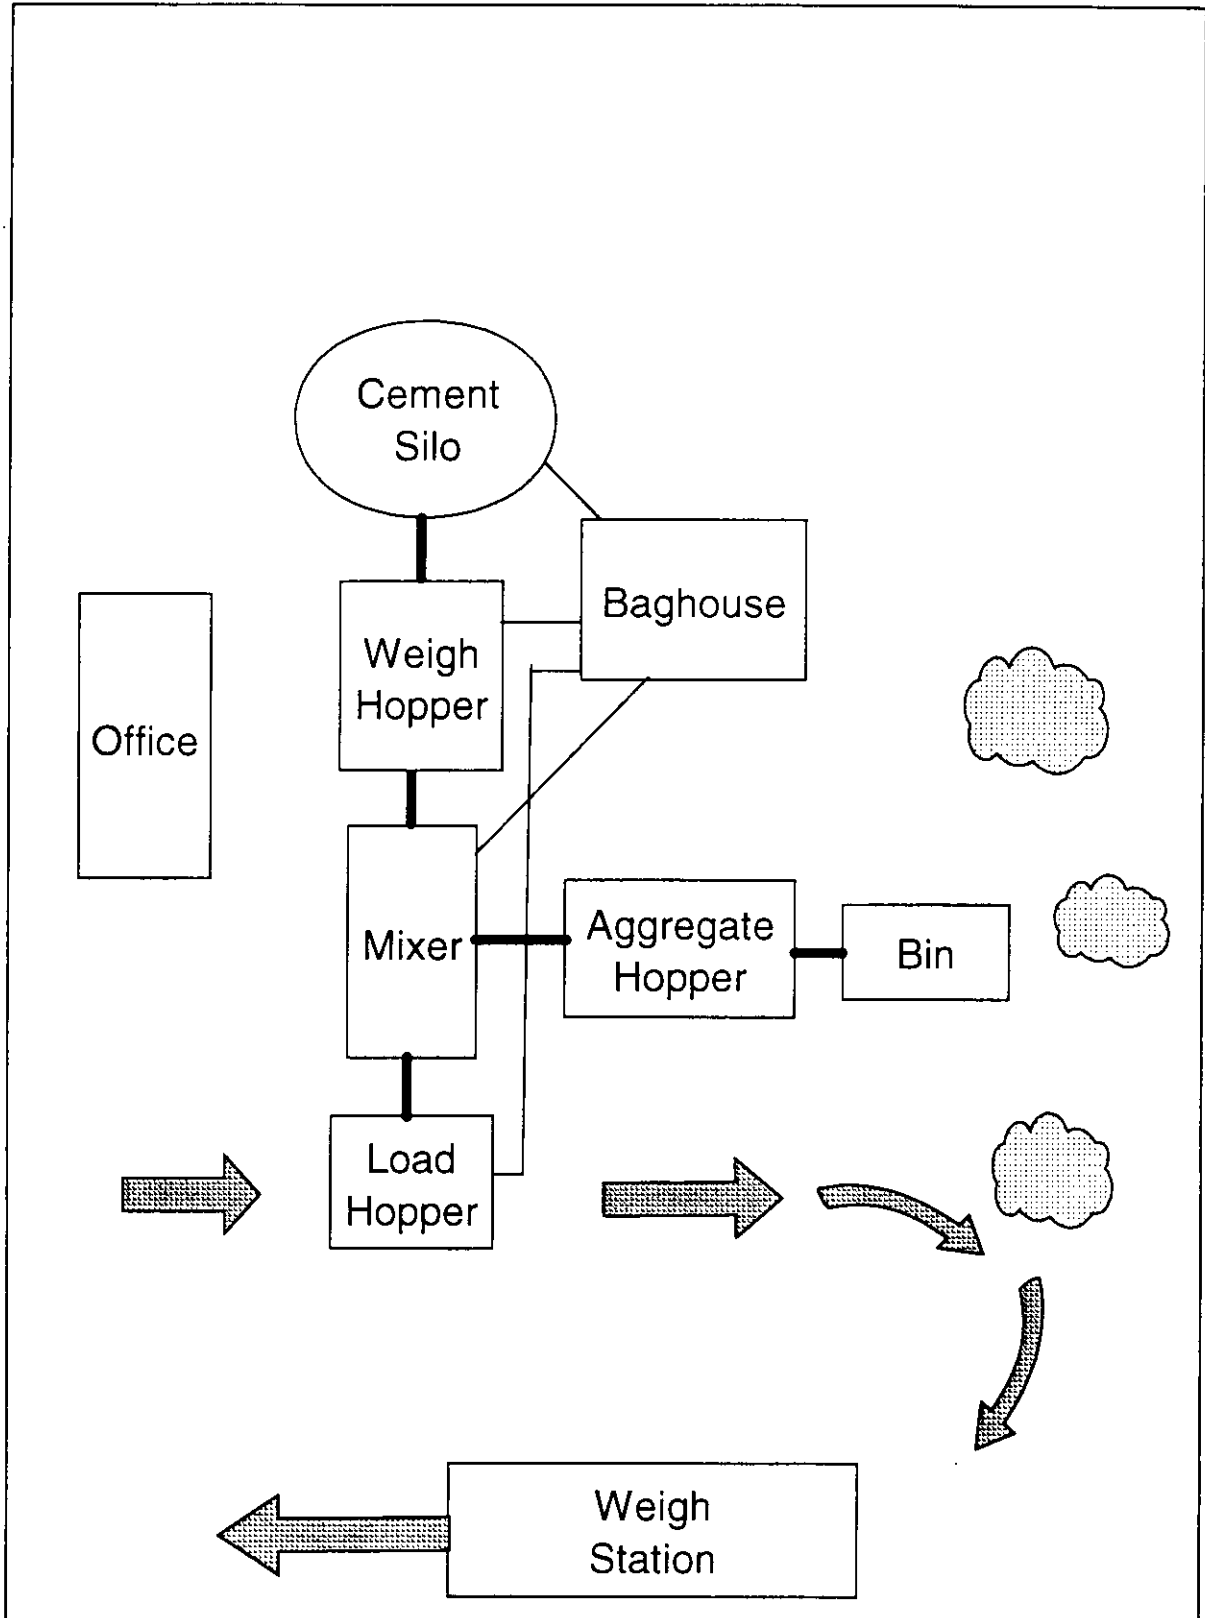 Cement
Silo
Baghouse
Weigh
Hopper
Office
Mixer
Aggregate
Hopper
Bin
Load
Hopper
Weigh
Station